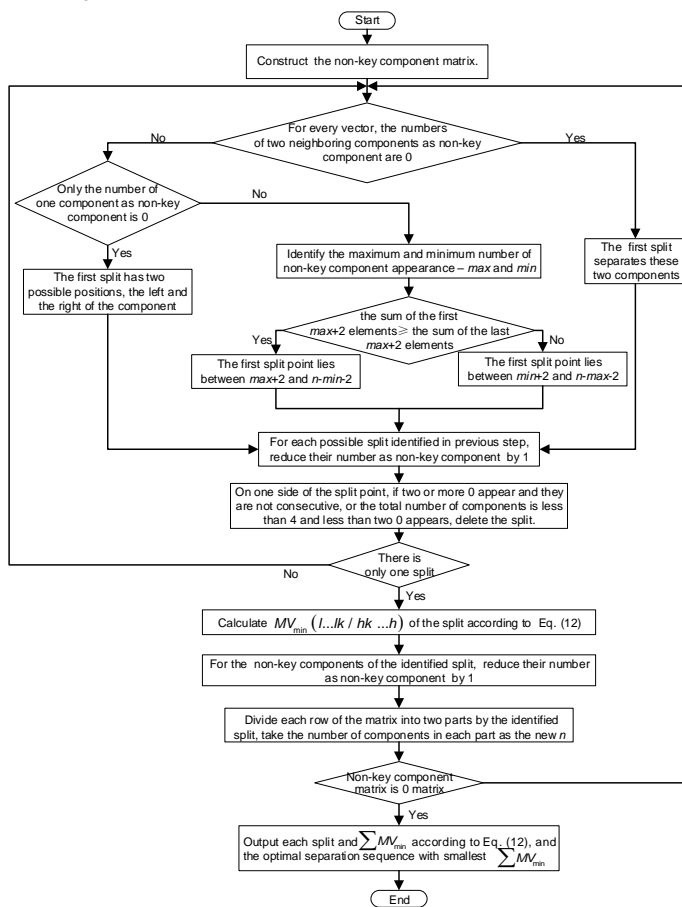 Start
Construct the non-key component matrix.
For every vector, the numbers
of two neighboring components as non-key
component are 0
No
Yes
Only the number of
one component as non-key
component is 0
No
Yes
Identify the maximum and minimum number of
non-key component appearance – max and min
The first split
separates these
two components
The first split has two
possible positions, the left and
the right of the component
the sum of the first
max+2 elements≥ the sum of the last
max+2 elements
Yes
No
The first split point lies
between max+2 and n-min-2
The first split point lies
between min+2 and n-max-2
For each possible split identified in previous step,
reduce their number as non-key component by 1
On one side of the split point, if two or more 0 appear and they
are not consecutive, or the total number of components is less
than 4 and less than two 0 appears, delete the split.
There is
only one split
No
Yes
Calculate MVmin (l...lk / hk ...h) of the split according to Eq. (12)
For the non-key components of the identified split, reduce their number
as non-key component by 1
Divide each row of the matrix into two parts by the identified
split, take the number of components in each part as the new n
Non-key component
matrix is 0 matrix
No
Yes
Output each split and ∑MVmin according to Eq. (12), and
the optimal separation sequence with smallest ∑MVmin
End